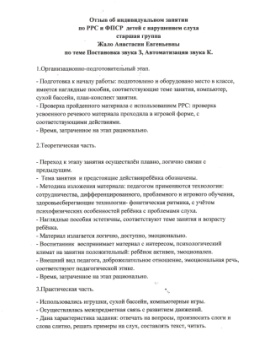 Отзыв об индивидуальном занятии
по РРС и ФПСР детей с нарушением слуха
старшая группа
Жало Анастасии Евгеньевны
по теме Постановка звука З, Автоматизация звука К.
1.Организационно-подготовительный этап.
- Подготовка к началу работы: подготовлено и оборудовано место в классе,
имеются наглядные пособия, соответствующие теме занятия, компьютер,
сухой бассейн, план-конспект занятия.
- Проверка пройденного материала с использованием РРС: проверка
усвоенного речевого материала проходила в игровой форме, с
соответствующими действиями.
- Время, затраченное на этап рационально.
2.Теоретическая часть.
- Переход к этапу занятия осуществлён плавно, логично связан с
предыдущим.
- Тема занятия и предстоящие действия ребёнка обозначены.
- Методика изложения материала: педагогом применяются технологии:
сотрудничества, дифференцированного, проблемного и игрового обучения,
здоровьесберегающие технологии- фонетическая ритмика, с учётом
психофизических особенностей ребёнка с проблемами слуха.
- Наглядные пособия эстетичны, соответствуют теме занятия и возрасту
ребёнка.
- Материал излагается логично, доступно, эмоционально.
- Воспитанник воспринимает материал с интересом, психологический
климат на занятии положительный: ребёнок активен, эмоционален.
- Внешний вид педагога, доброжелательное отношение, эмоциональная речь,
соответствуют педагогической этике.
- Время, затраченное на этап рационально.
3.Практическая часть.
- Использовались игрушки, сухой бассейн, компьютерные игры.
- Осуществлялась межпредметная связь с развитием движений.
- Дана характеристика заданий: отвечать на вопросы, произносить слоги и
слова слитно, решать примеры на слух, составлять текст, читать.